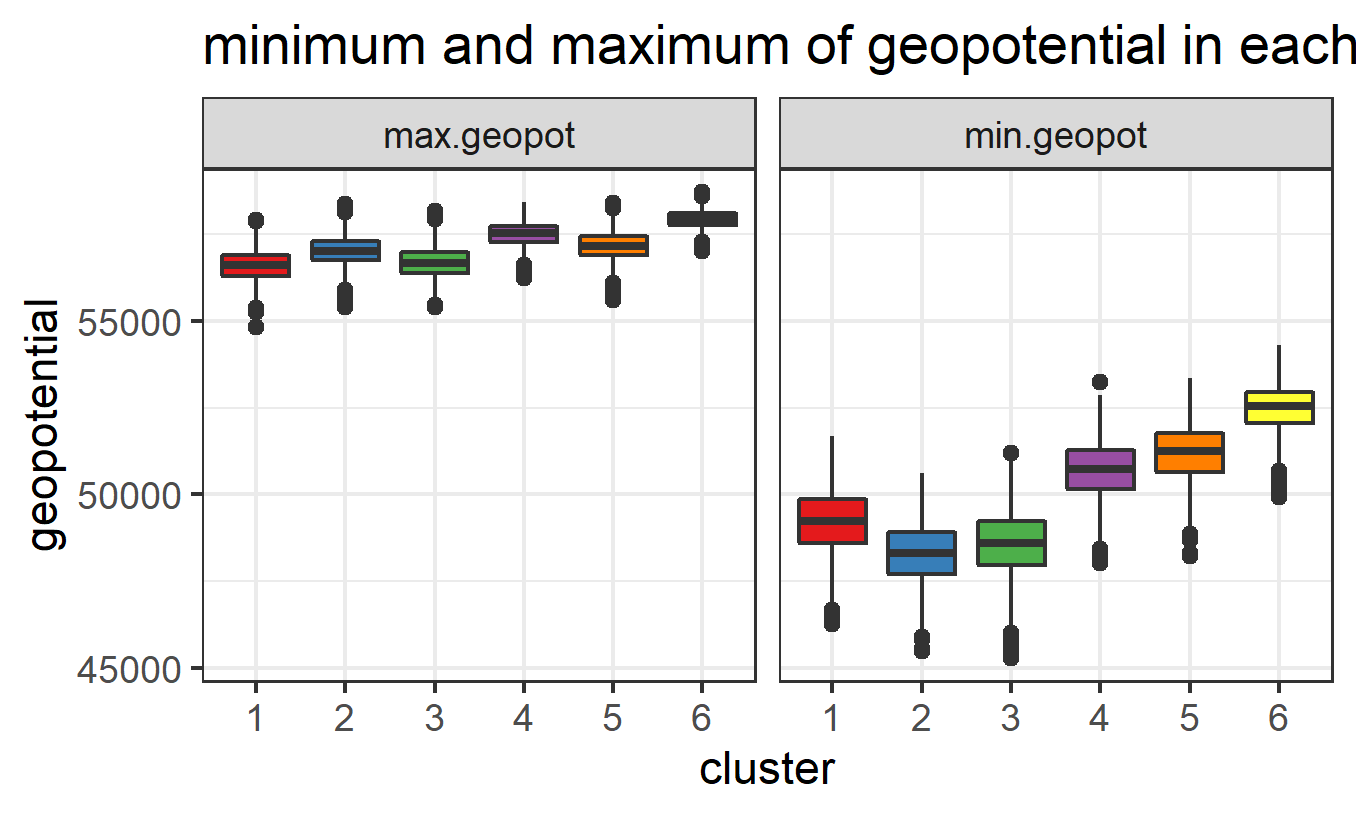 minimum and maximum of geopotential in each
max.geopot min.geopot
geopotential
55000
50000
45000
1 2 3 4 5 6 1 2 3 4 5 6
cluster